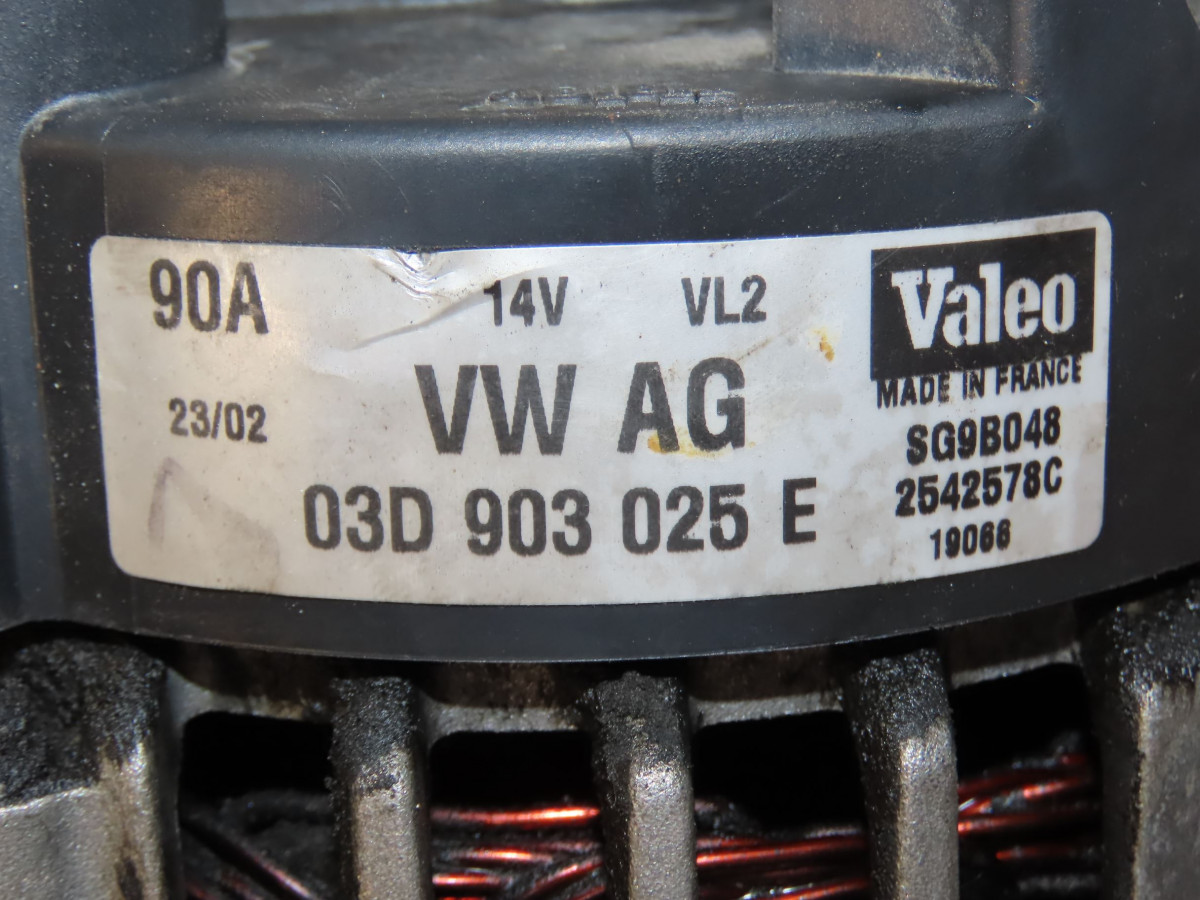 90A 14V VL2 Valeo
MADE IN FRANCE
23/02 VW AG SG9B048
2542578C
03D 903 025 E 19066